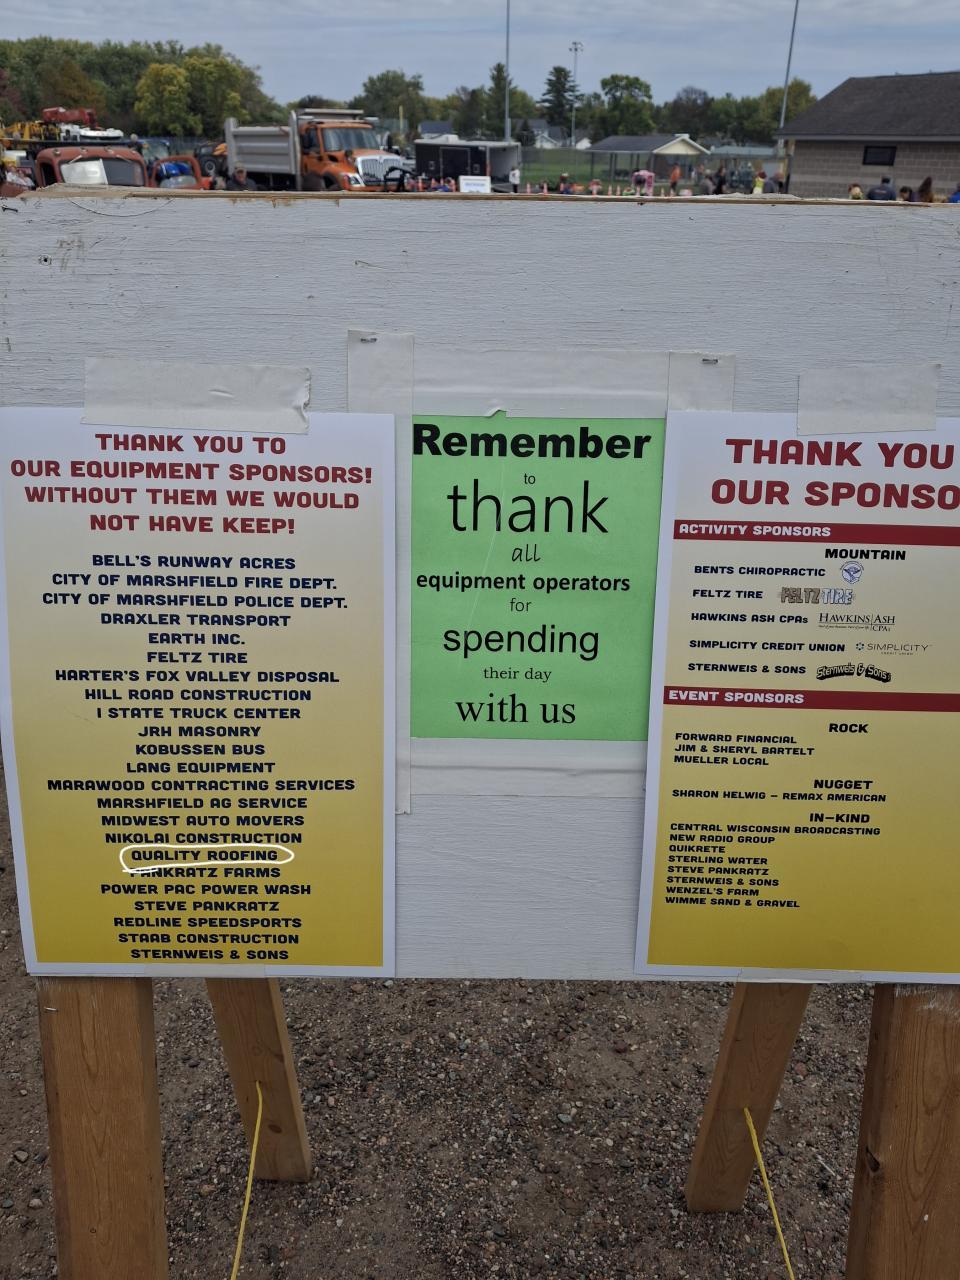 THANK YOU TO
OUR EQUIPMENT SPONSORS!
WITHOUT THEM WE WOULD
NOT HAVE KEEP!
BELL'S RUNWAY ACRES
CITY OF MARSHFIELD FIRE DEPT.
CITY OF MARSHFIELD POLICE DEPT.
DRAXLER TRANSPORT
EARTH INC.
FELTZ TIRE
HARTER'S FOX VALLEY DISPOSAL
HILL ROAD CONSTRUCTION
I STATE TRUCK CENTER
JRH MASONRY
KOBUSSEN BUS
LANG EQUIPMENT
MARAWOOD CONTRACTING SERVICES
MARSHFIELD AG SERVICE
MIDWEST AUTO MOVERS
NIKOLAI CONSTRUCTION
QUALITY ROOFING
PANKRATZ FARMS
POWER PAC POWER WASH
STEVE PANKRATZ
REDLINE SPEEDSPORTS
STAAB CONSTRUCTION
STERNWEIS & SONS
Remember
to
thank
all
equipment operators
for
spending
their day
with us
THANK YOU
OUR SPONSO
ACTIVITY SPONSORS
MOUNTAIN
BENTS CHIROPRACTIC
FELTZ TIRE FELTZ TIRE
HAWKINS ASH CPAs HAWKINS ASH CPAs
SIMPLICITY CREDIT UNION SIMPLICITY CREDIT UNION
STERNWEIS & SONS Sternweis & Sons
EVENT SPONSORS
ROCK
FORWARD FINANCIAL
JIM & SHERYL BARTELT
MUELLER LOCAL
NUGGET
SHARON HELWIG – REMAX AMERICAN
IN-KIND
CENTRAL WISCONSIN BROADCASTING
NEW RADIO GROUP
QUIKRETE
STERLING WATER
STEVE PANKRATZ
STERNWEIS & SONS
WENZEL'S FARM
WIMME SAND & GRAVEL